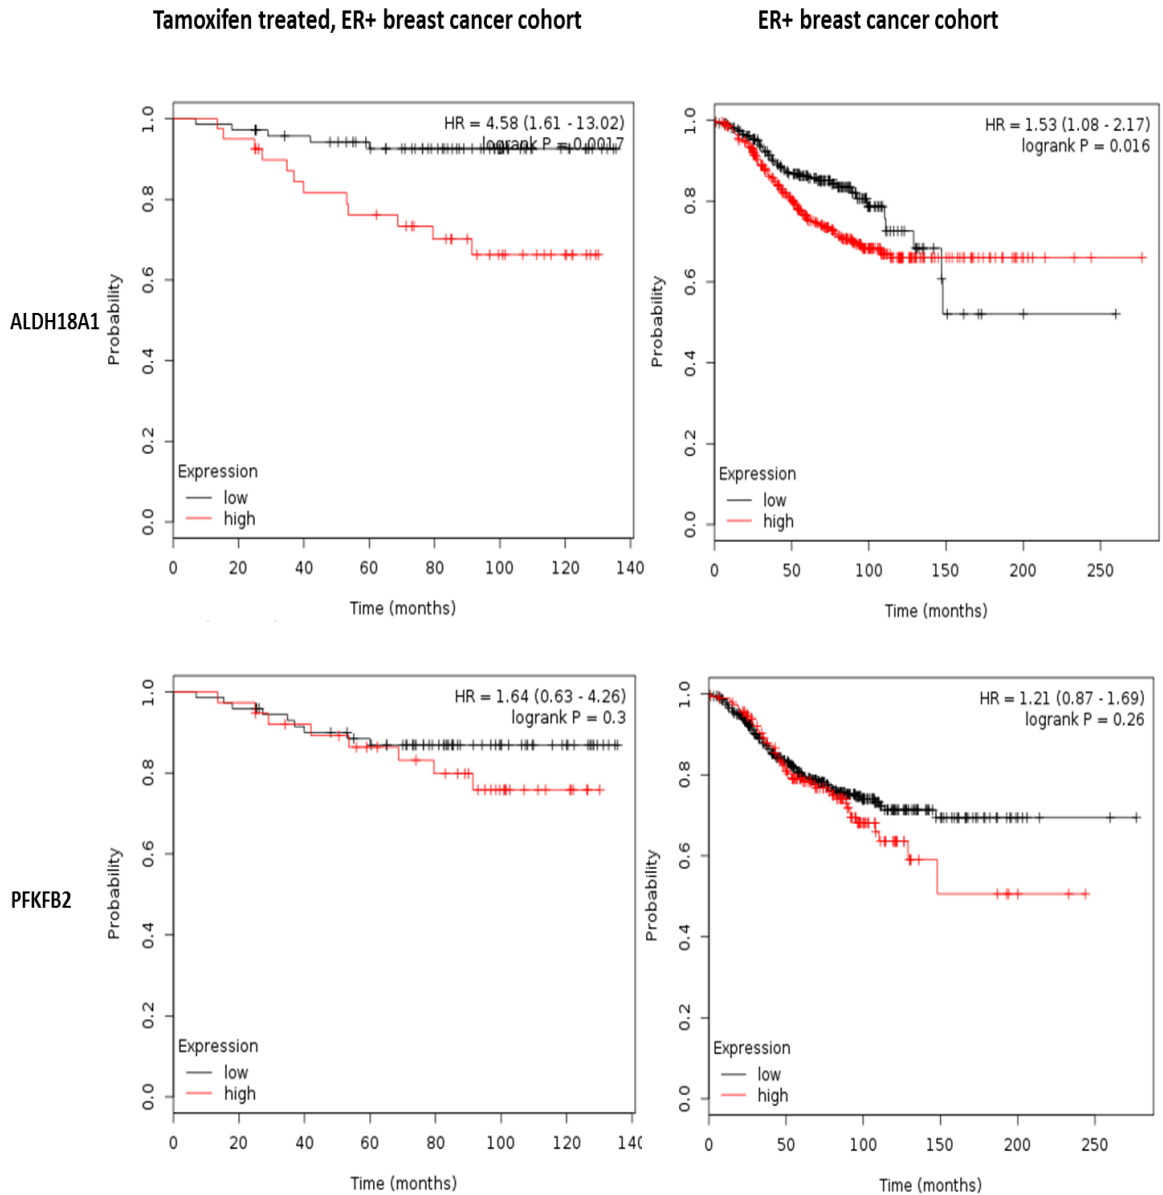 Tamoxifen treated, ER+ breast cancer cohort
ER+ breast cancer cohort
ALDH18A1
HR = 4.58 (1.61 - 13.02)
logrank P = 0.0017
Probability
0.0 0.2 0.4 0.6 0.8 1.0
Expression
low
high
0 20 40 60 80 100 120 140
Time (months)
HR = 1.53 (1.08 - 2.17)
logrank P = 0.016
Probability
0.0 0.2 0.4 0.6 0.8 1.0
Expression
low
high
0 50 100 150 200 250
Time (months)
PFKFB2
HR = 1.64 (0.63 - 4.26)
logrank P = 0.3
Probability
0.0 0.2 0.4 0.6 0.8 1.0
Expression
low
high
0 20 40 60 80 100 120 140
Time (months)
HR = 1.21 (0.87 - 1.69)
logrank P = 0.26
Probability
0.0 0.2 0.4 0.6 0.8 1.0
Expression
low
high
0 50 100 150 200 250
Time (months)